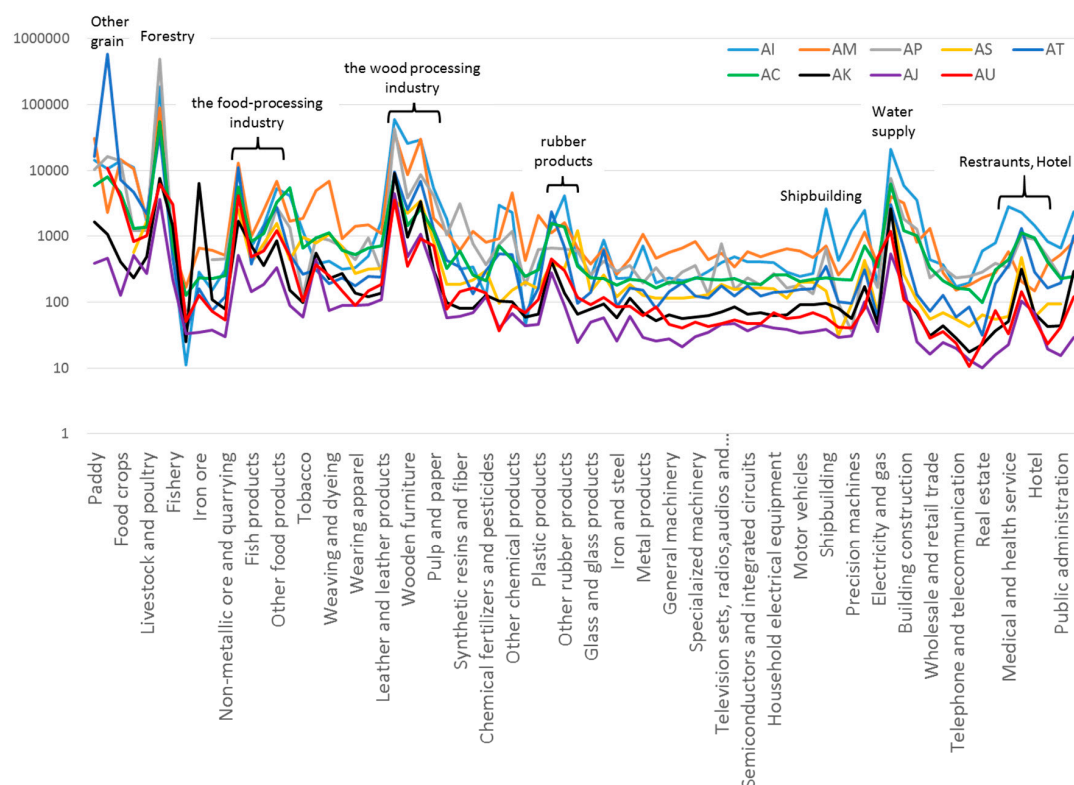 Other
grain
Forestry
the food-processing
industry
the wood processing
industry
rubber
products
Shipbuilding
Water
supply
Restraunts, Hotel
AI
AM
AP
AS
AT
AC
AK
AJ
AU
1000000
100000
10000
1000
100
10
1
Paddy
Food crops
Livestock and poultry
Fishery
Iron ore
Non-metallic ore and quarrying
Fish products
Other food products
Tobacco
Weaving and dyeing
Wearing apparel
Leather and leather products
Wooden furniture
Pulp and paper
Synthetic resins and fiber
Chemical fertilizers and pesticides
Other chemical products
Plastic products
Other rubber products
Glass and glass products
Iron and steel
Metal products
General machinery
Specialaized machinery
Television sets, radios,audios and...
Semiconductors and integrated circuits
Household electrical equipment
Motor vehicles
Shipbuilding
Precision machines
Electricity and gas
Building construction
Wholesale and retail trade
Telephone and telecommunication
Real estate
Medical and health service
Hotel
Public administration